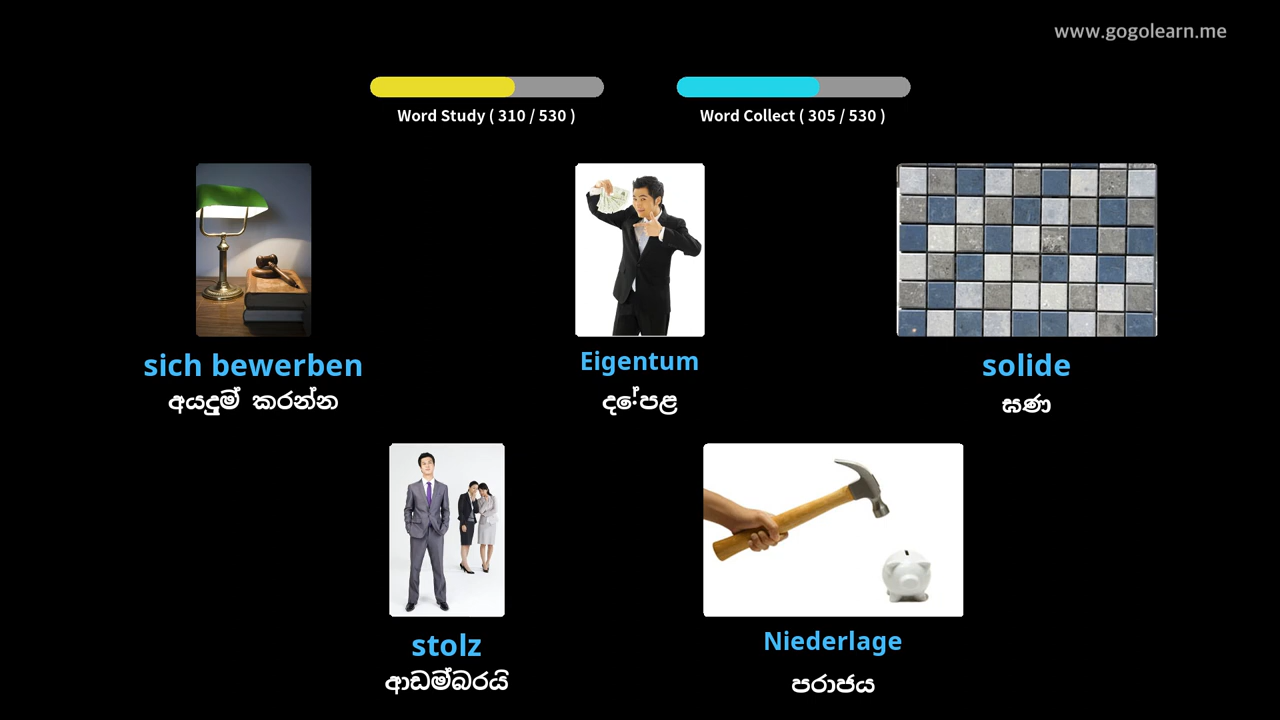 www.gogolearn.me
Word Study ( 310 / 530 )
Word Collect ( 305 / 530 )
sich bewerben
අයදුම් කරන්න
Eigentum
දේපළ
solide
ඝණ
stolz
ආඩම්බරයි
Niederlage
පරාජය